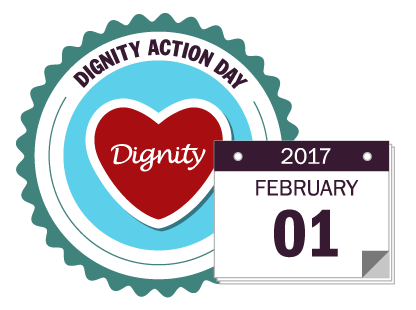 DIGNITY ACTION DAY
Dignity
2017
FEBRUARY
01